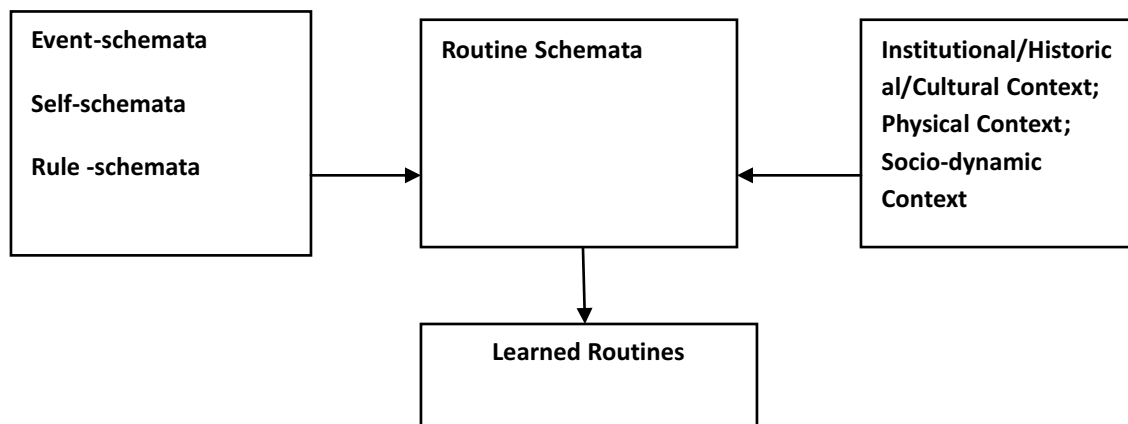 Event-schemata
Self-schemata
Rule -schemata
Routine Schemata
Institutional/Historic
al/Cultural Context;
Physical Context;
Socio-dynamic
Context
Learned Routines